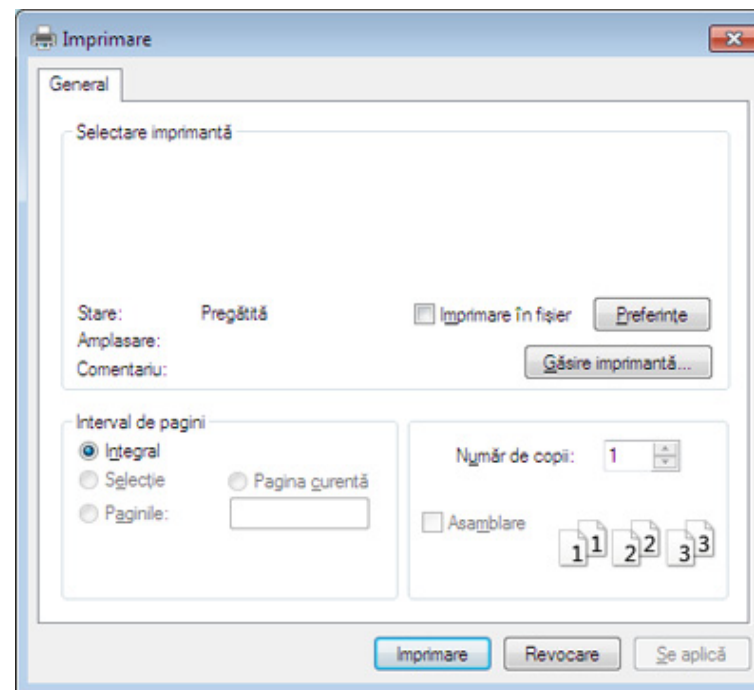 Imprimare
General
Selectare imprimantă
Stare: Pregătită
Imprimare în fișier
Preferințe
Amplasare:
Comentariu:
Găsire imprimantă...
Interval de pagini
Integral
Selecție
Pagina curentă
Paginile:
Număr de copii: 1
Asamblare
1 1 2 2 3 3
Imprimare
Revocare
Se aplică